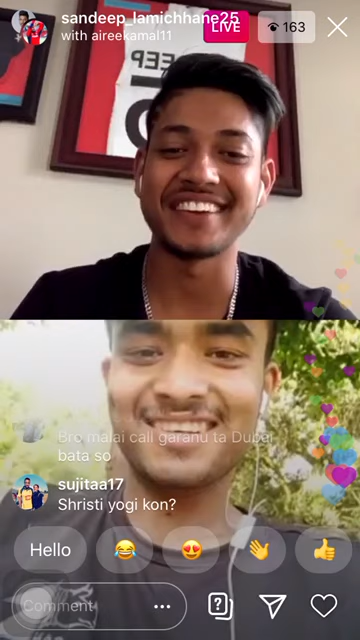 sandeep_lamichhane25
with aireekamal11
LIVE
163
SEEP
Bro malai call garanu ta Dubai
bata so
sujitaa17
Shristi yogi kon?
Hello
Comment